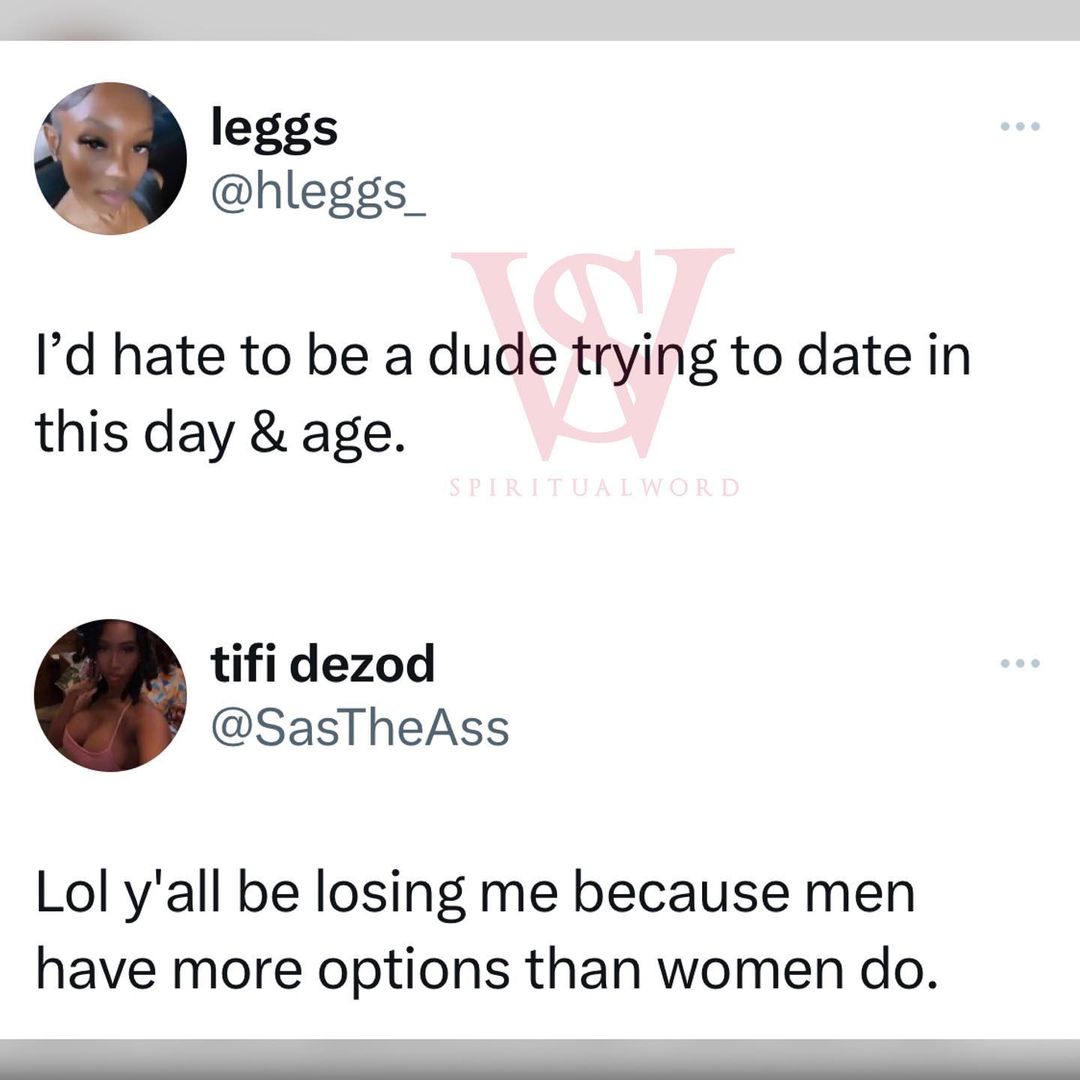 leggs
@hleggs_
I’d hate to be a dude trying to date in
this day & age.
SPIRITUALWORD
tifi dezod
@SasTheAss
Lol y'all be losing me because men
have more options than women do.